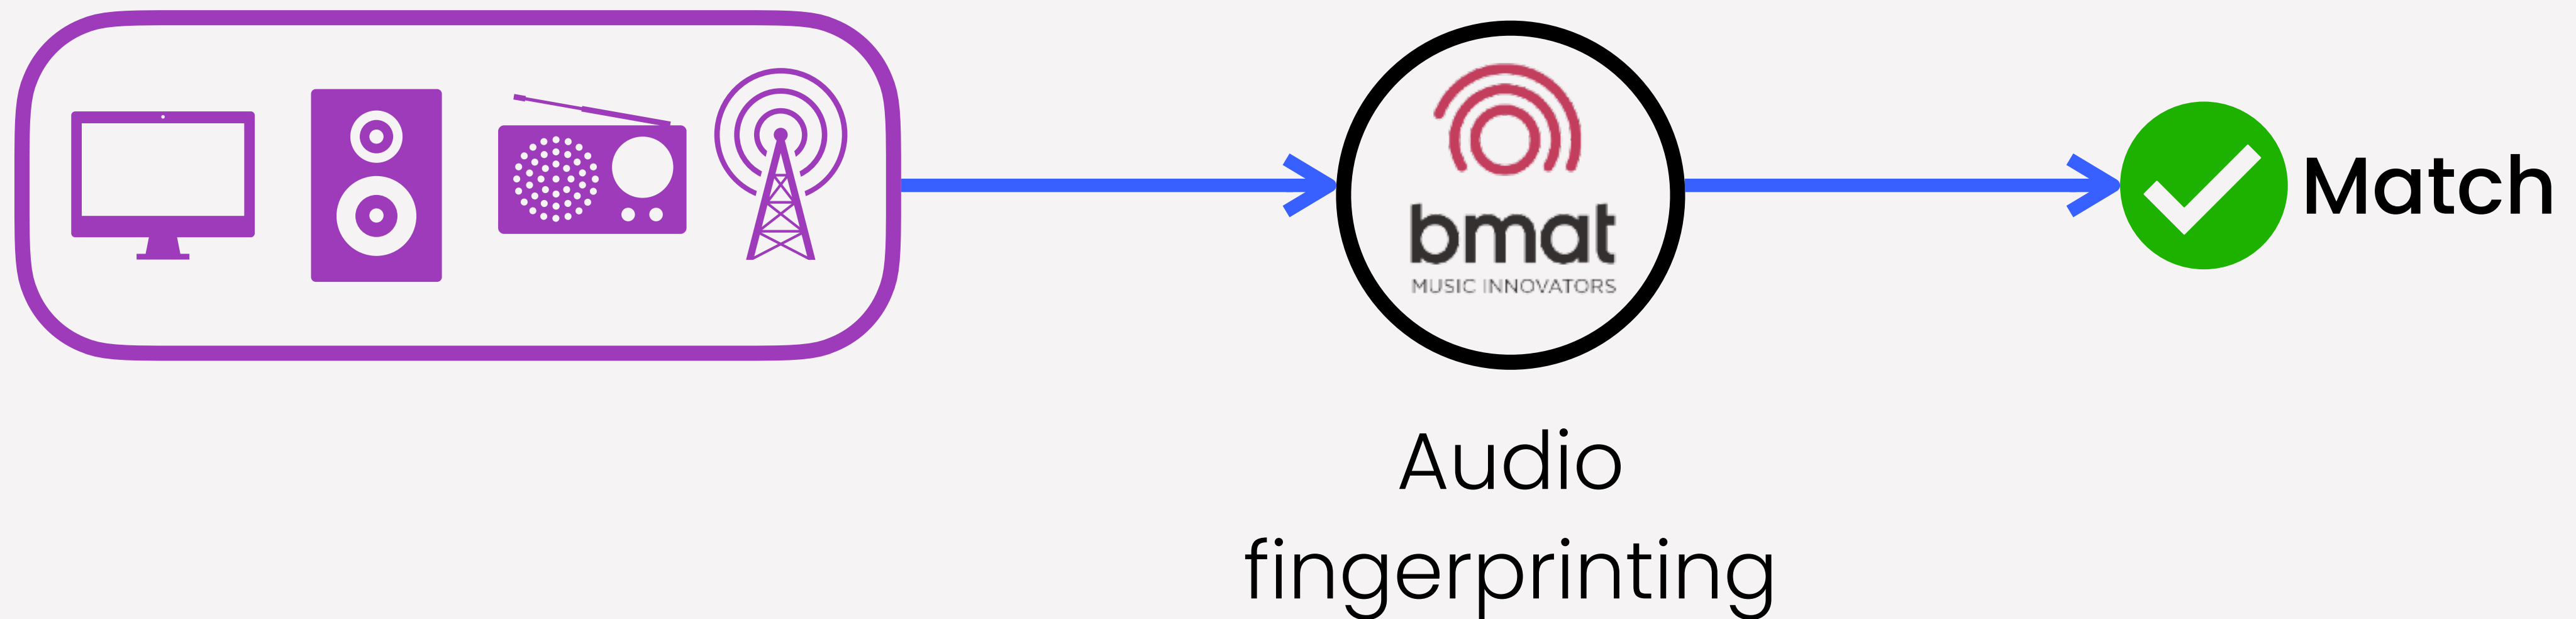 bmat
MUSIC INNOVATORS
Match
Audio
fingerprinting